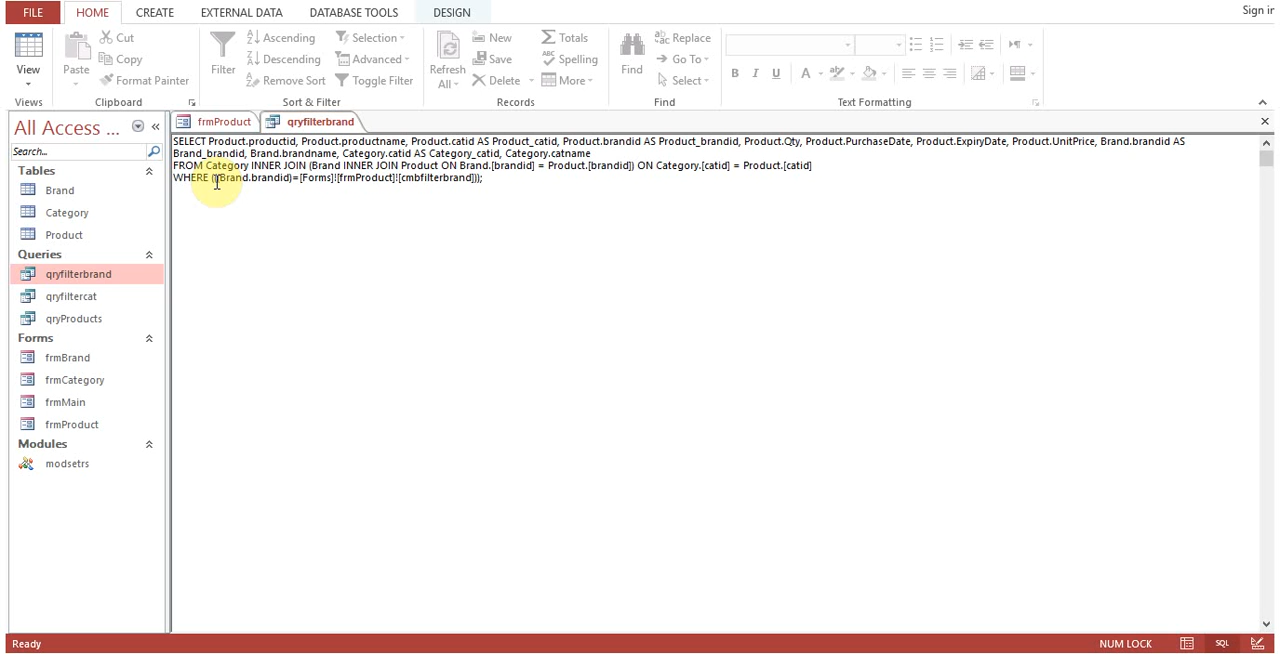 FILE HOME CREATE EXTERNAL DATA DATABASE TOOLS DESIGN Sign in
View
Views
Paste
Cut
Copy
Format Painter
Clipboard
Filter
Ascending
Descending
Remove Sort
Selection
Advanced
Toggle Filter
Sort & Filter
Refresh All
New
Save
Delete
Totals
Spelling
More
Records
Find
Replace
Go To
Select
Find
B I U A
Text Formatting
All Access ...
Search...
Tables
Brand
Category
Product
Queries
qryfilterbrand
qryfiltercat
qryProducts
Forms
frmBrand
frmCategory
frmMain
frmProduct
Modules
modsetrs
frmProduct qryfilterbrand
SELECT Product.productid, Product.productname, Product.catid AS Product_catid, Product.brandid AS Product_brandid, Product.Qty, Product.PurchaseDate, Product.ExpiryDate, Product.UnitPrice, Brand.brandid AS
Brand_brandid, Brand.brandname, Category.catid AS Category_catid, Category.catname
FROM Category INNER JOIN (Brand INNER JOIN Product ON Brand.[brandid] = Product.[brandid]) ON Category.[catid] = Product.[catid]
WHERE ((Brand.brandid)=[Forms]![frmProduct]![cmbfilterbrand]));
Ready NUM LOCK SQL